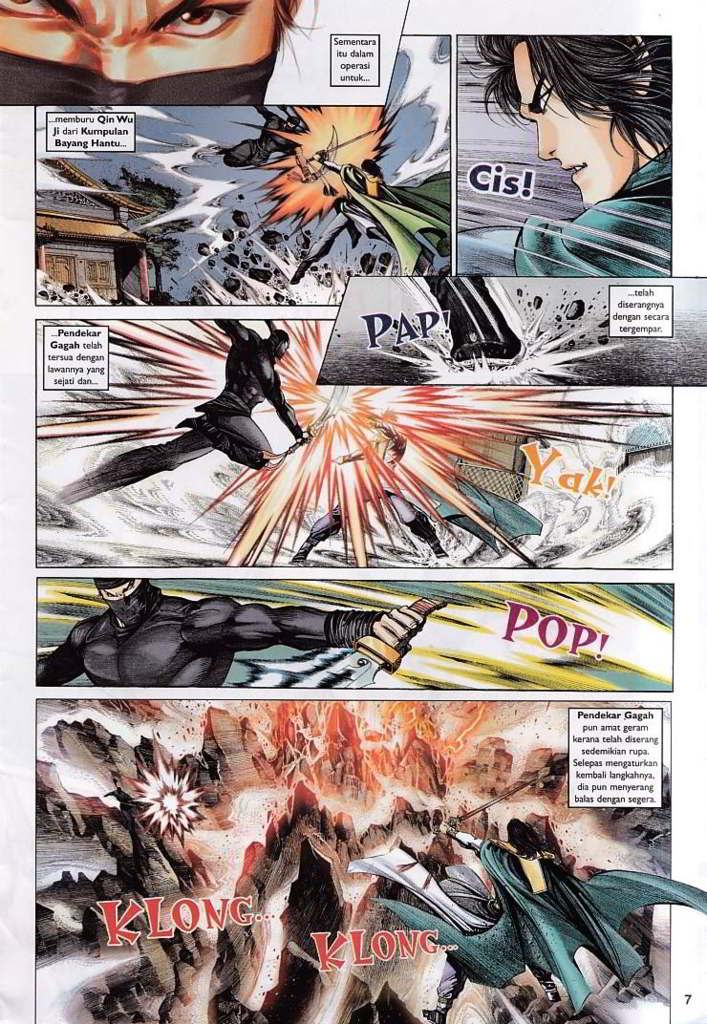 Sementara
itu dalam
operasi
untuk...
...memburu Qin Wu
Ji dari Kumpulan
Bayang Hantu...
Cis!
...telah
diserangnya
dengan secara
tergempar.
PAP!
...Pendekar
Gagah telah
tersua dengan
lawannya yang
sejati dan...
Yak!
POP!
Pendekar Gagah
pun amat geram
kerana telah diserang
sedemikian rupa.
Selepas mengaturkan
kembali langkahnya,
dia pun menyerang
balas dengan segera.
KLONG...
KLONG...
7